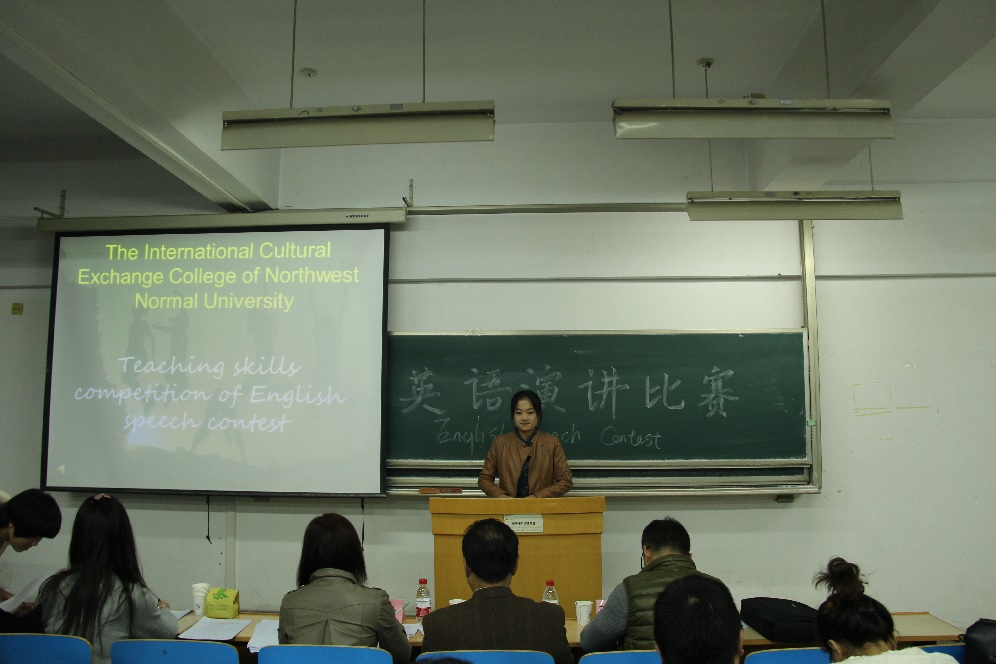 The International Cultural
Exchange College of Northwest
Normal University
Teaching skills
competition of English
speech contest
英语演讲比赛
English Speech Contest